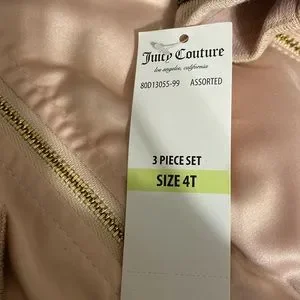 Juicy Couture
los angeles, california
80D13055-99 ASSORTED
3 PIECE SET
SIZE 4T